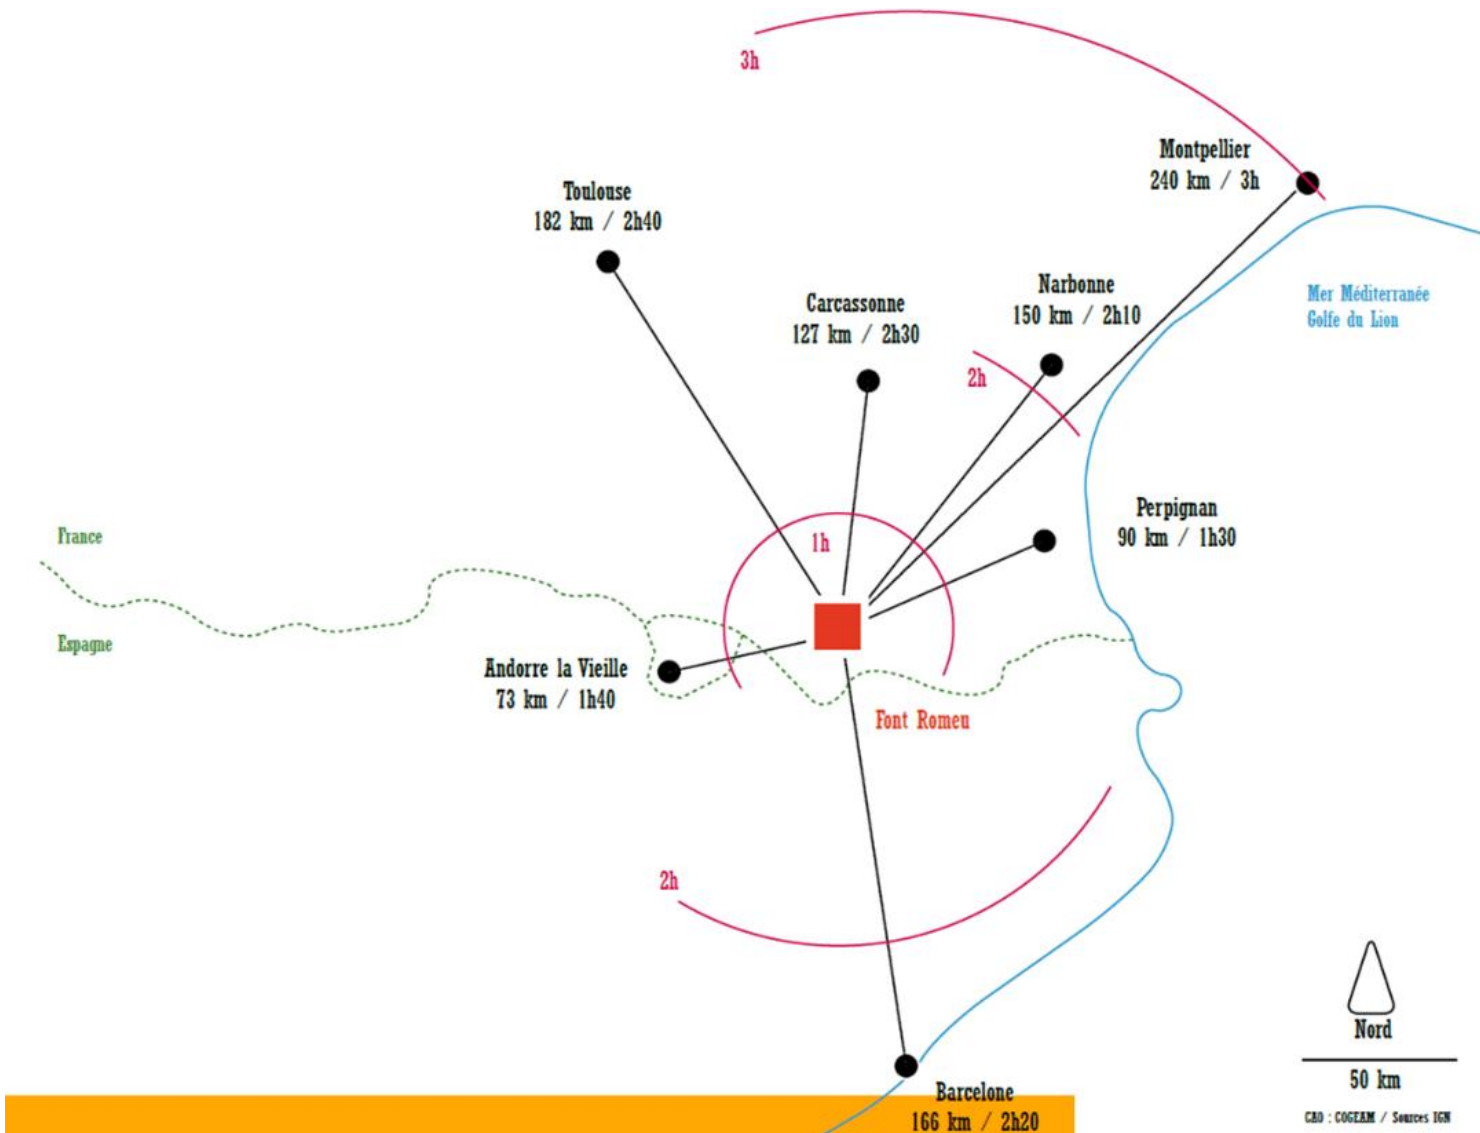 3h
Montpellier
240 km / 3h
Toulouse
182 km / 2h40
Narbonne
150 km / 2h10
Mer Méditerranée
Golfe du Lion
Carcassonne
127 km / 2h30
2h
Perpignan
90 km / 1h30
France
1h
Espagne
Andorre la Vieille
73 km / 1h40
Font Romeu
2h
Nord
50 km
Barcelone
166 km / 2h20
CAO : COGEAM / Sources IGN